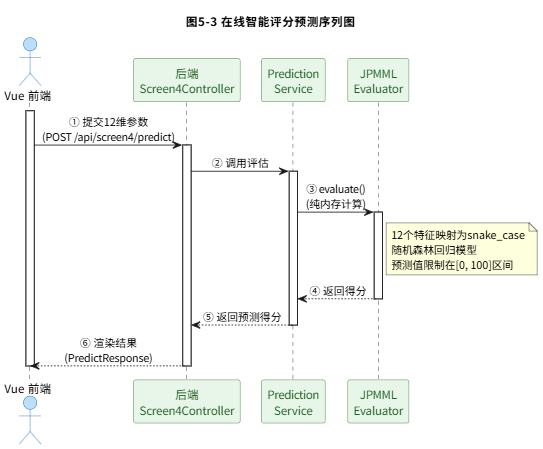 图5-3 在线智能评分预测序列图
Vue 前端
后端
Screen4Controller
Prediction
Service
JPMML
Evaluator
① 提交12维参数
(POST /api/screen4/predict)
② 调用评估
③ evaluate()
(纯内存计算)
12个特征映射为snake_case
随机森林回归模型
预测值限制在[0, 100]区间
④ 返回得分
⑤ 返回预测得分
⑥ 渲染结果
(PredictResponse)
Vue 前端
后端
Screen4Controller
Prediction
Service
JPMML
Evaluator